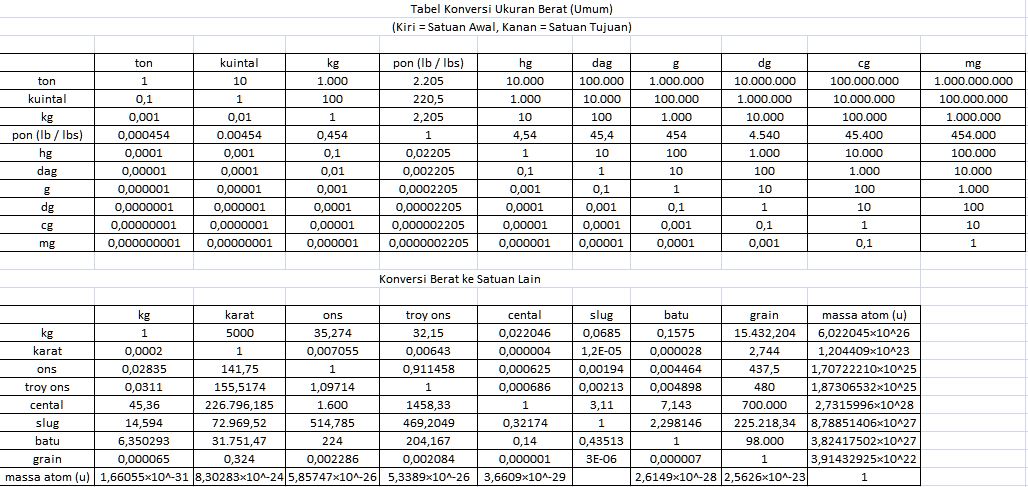 Tabel Konversi Ukuran Berat (Umum)
(Kiri = Satuan Awal, Kanan = Satuan Tujuan)
ton kuintal kg pon (lb / lbs) hg dag g dg cg mg
ton 1 10 1.000 2.205 10.000 100.000 1.000.000 10.000.000 100.000.000 1.000.000.000
kuintal 0,1 1 100 220,5 1.000 10.000 100.000 1.000.000 10.000.000 100.000.000
kg 0,001 0,01 1 2,205 10 100 1.000 10.000 100.000 1.000.000
pon (lb / lbs) 0,000454 0.00454 0,454 1 4,54 45,4 454 4.540 45.400 454.000
hg 0,0001 0,001 0,1 0,02205 1 10 100 1.000 10.000 100.000
dag 0,00001 0,0001 0,01 0,002205 0,1 1 10 100 1.000 10.000
g 0,000001 0,00001 0,001 0,0002205 0,001 0,1 1 10 100 1.000
dg 0,0000001 0,000001 0,0001 0,00002205 0,0001 0,001 0,1 1 10 100
cg 0,00000001 0,0000001 0,00001 0,000002205 0,00001 0,0001 0,001 0,1 1 10
mg 0,000000001 0,00000001 0,000001 0,0000002205 0,000001 0,00001 0,0001 0,001 0,1 1
Konversi Berat ke Satuan Lain
kg karat ons troy ons cental slug batu grain massa atom (u)
kg 1 5000 35,274 32,15 0,022046 0,0685 0,1575 15.432,204 6,022045×10^26
karat 0,0002 1 0,007055 0,00643 0,000004 1,2E-05 0,000028 2,744 1,204409×10^23
ons 0,02835 141,75 1 0,911458 0,000625 0,00194 0,004464 437,5 1,70722210×10^25
troy ons 0,0311 155,5174 1,09714 1 0,000686 0,00213 0,004898 480 1,87306532×10^25
cental 45,36 226.796,185 1.600 1458,33 1 3,11 7,143 700.000 2,7315996×10^28
slug 14,594 72.969,52 514,785 469,2049 0,32174 1 2,298146 225.218,34 8,78851406×10^27
batu 6,350293 31.751,47 224 204,167 0,14 0,43513 1 98.000 3,82417502×10^27
grain 0,000065 0,324 0,002286 0,002084 0,000001 3E-06 0,000007 1 3,91432925×10^22
massa atom (u) 1,66055×10^-31 8,30283×10^-24 5,85747×10^-26 5,3389×10^-26 3,6609×10^-29 2,6149×10^-28 2,5626×10^-23 1